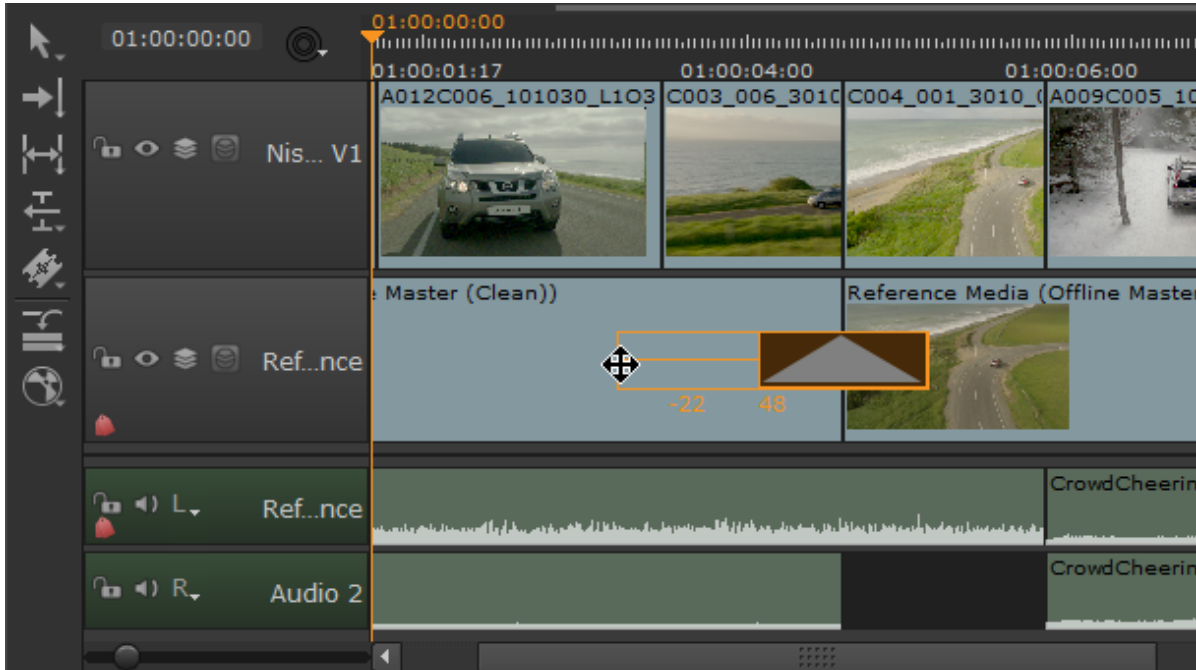 01:00:00:00
01:00:00:00
01:00:01:17
01:00:04:00
01:00:06:00
Nis... V1
A012C006_101030_L1O3
C003_006_301C
C004_001_3010_(
A009C005_10
Ref...nce
: Master (Clean))
Reference Media (Offline Master
-22
48
L
Ref...nce
CrowdCheerin
R
Audio 2
CrowdCheerin